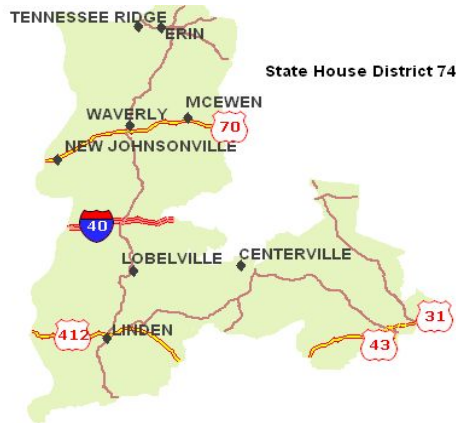 TENNESSEE RIDGE
ERIN
State House District 74
MCEWEN
WAVERLY
70
NEW JOHNSONVILLE
40
LOBELVILLE
CENTERVILLE
412
LINDEN
31
43